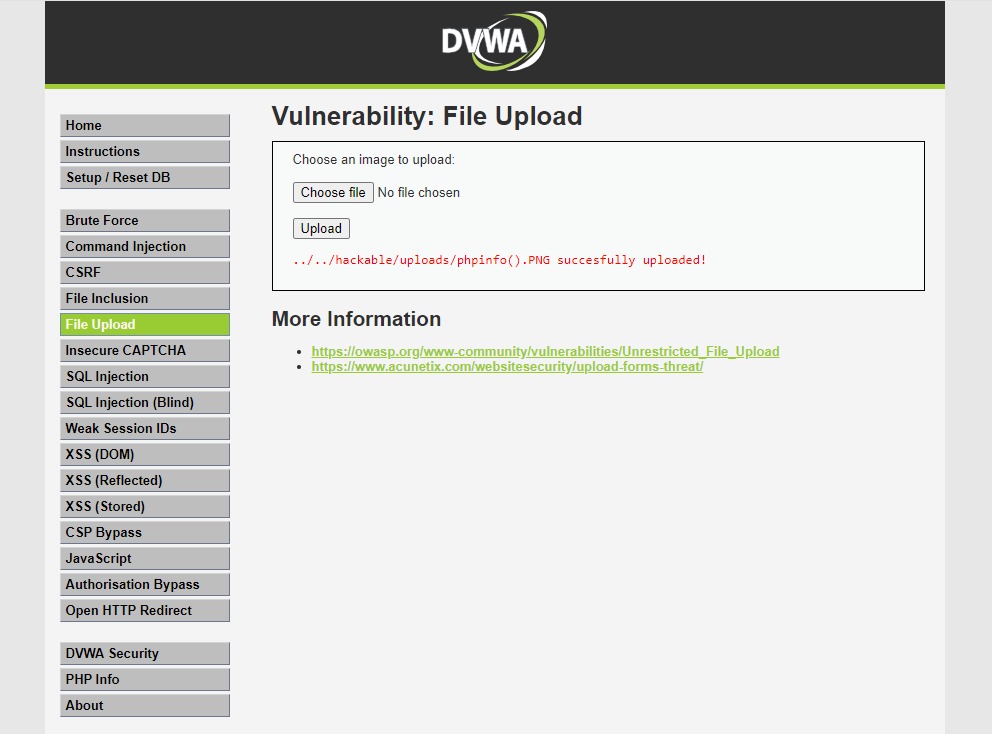 DVWA
Home
Instructions
Setup / Reset DB
Brute Force
Command Injection
CSRF
File Inclusion
File Upload
Insecure CAPTCHA
SQL Injection
SQL Injection (Blind)
Weak Session IDs
XSS (DOM)
XSS (Reflected)
XSS (Stored)
CSP Bypass
JavaScript
Authorisation Bypass
Open HTTP Redirect
DVWA Security
PHP Info
About
Vulnerability: File Upload
Choose an image to upload:
Choose file No file chosen
Upload
../../hackable/uploads/phpinfo().PNG succesfully uploaded!
More Information
https://owasp.org/www-community/vulnerabilities/Unrestricted_File_Upload
https://www.acunetix.com/websitesecurity/upload-forms-threat/